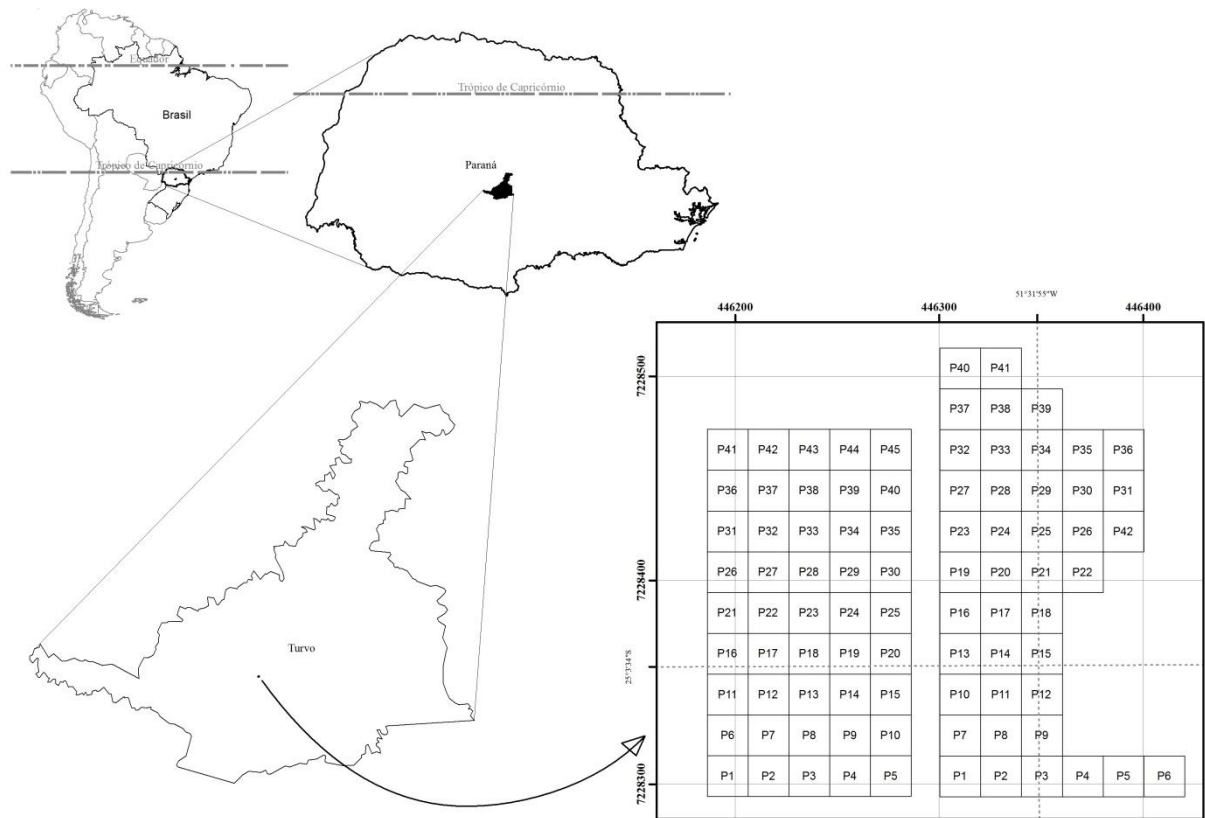 Equador
Brasil
Trópico de Capricórnio
Trópico de Capricórnio
Paraná
Turvo
51°31'55"W
446200 446300 446400
7228500
7228400
25°3'34"S
7228300
P40 P41
P37 P38 P39
P41 P42 P43 P44 P45 P32 P33 P34 P35 P36
P36 P37 P38 P39 P40 P27 P28 P29 P30 P31
P31 P32 P33 P34 P35 P23 P24 P25 P26 P42
P26 P27 P28 P29 P30 P19 P20 P21 P22
P21 P22 P23 P24 P25 P16 P17 P18
P16 P17 P18 P19 P20 P13 P14 P15
P11 P12 P13 P14 P15 P10 P11 P12
P6 P7 P8 P9 P10 P7 P8 P9
P1 P2 P3 P4 P5 P1 P2 P3 P4 P5 P6